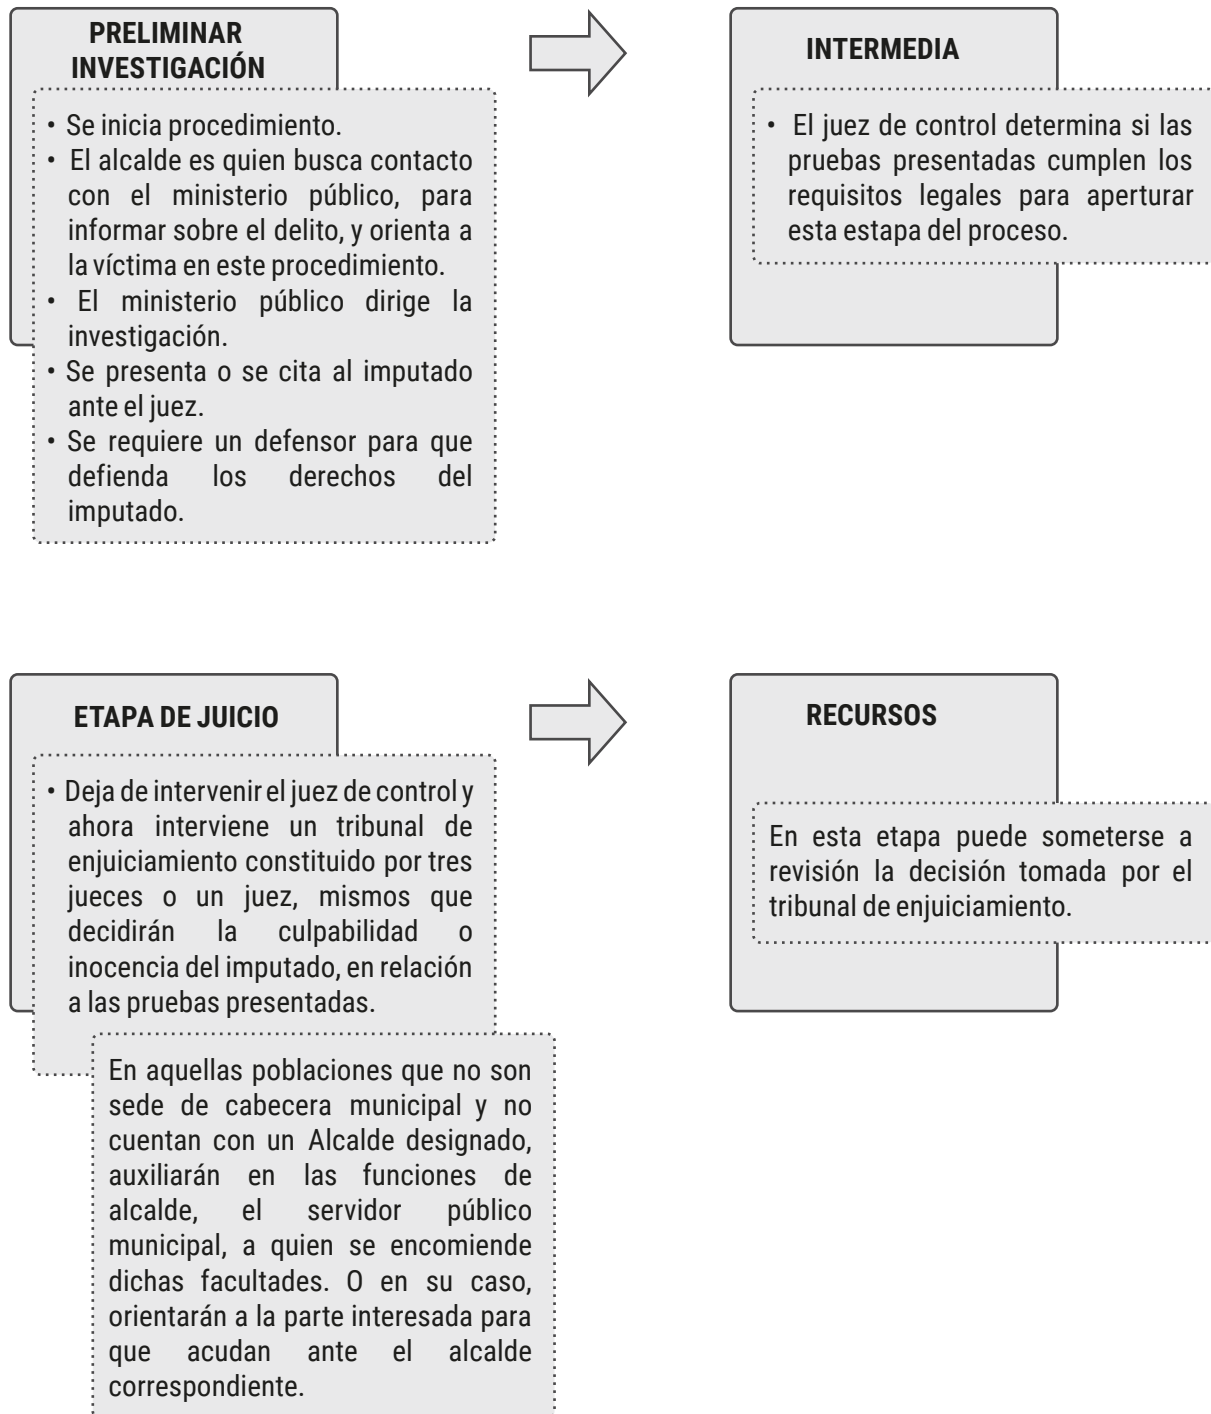 PRELIMINAR
INVESTIGACIÓN
• Se inicia procedimiento.
• El alcalde es quien busca contacto
con el ministerio público, para
informar sobre el delito, y orienta a
la víctima en este procedimiento.
• El ministerio público dirige la
investigación.
• Se presenta o se cita al imputado
ante el juez.
• Se requiere un defensor para que
defienda los derechos del
imputado.
INTERMEDIA
• El juez de control determina si las
pruebas presentadas cumplen los
requisitos legales para aperturar
esta estapa del proceso.
ETAPA DE JUICIO
• Deja de intervenir el juez de control y
ahora interviene un tribunal de
enjuiciamiento constituido por tres
jueces o un juez, mismos que
decidirán la culpabilidad o
inocencia del imputado, en relación
a las pruebas presentadas.
En aquellas poblaciones que no son
sede de cabecera municipal y no
cuentan con un Alcalde designado,
auxiliarán en las funciones de
alcalde, el servidor público
municipal, a quien se encomiende
dichas facultades. O en su caso,
orientarán a la parte interesada para
que acudan ante el alcalde
correspondiente.
RECURSOS
En esta etapa puede someterse a
revisión la decisión tomada por el
tribunal de enjuiciamiento.